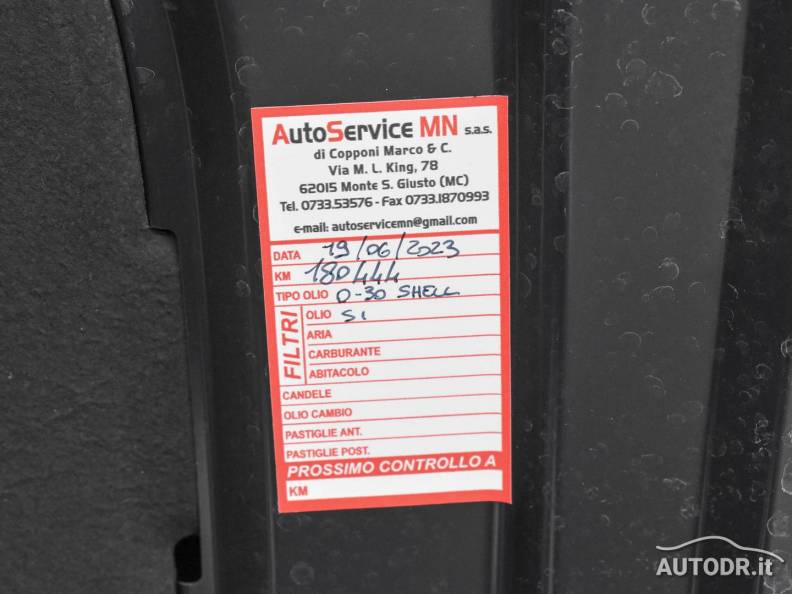 AutoService MN s.a.s.
di Copponi Marco & C.
Via M. L. King, 78
62015 Monte S. Giusto (MC)
Tel. 0733.53576 - Fax 0733.1870993
e-mail: autoservicemn@gmail.com
DATA 19/06/2023
KM 180444
TIPO OLIO 0-30 SHELL
FILTRI
OLIO SI
ARIA
CARBURANTE
ABITACOLO
CANDELE
OLIO CAMBIO
PASTIGLIE ANT.
PASTIGLIE POST.
PROSSIMO CONTROLLO A
KM
AUTODR.it